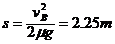 s = v_B^2 / 2μg = 2.25m